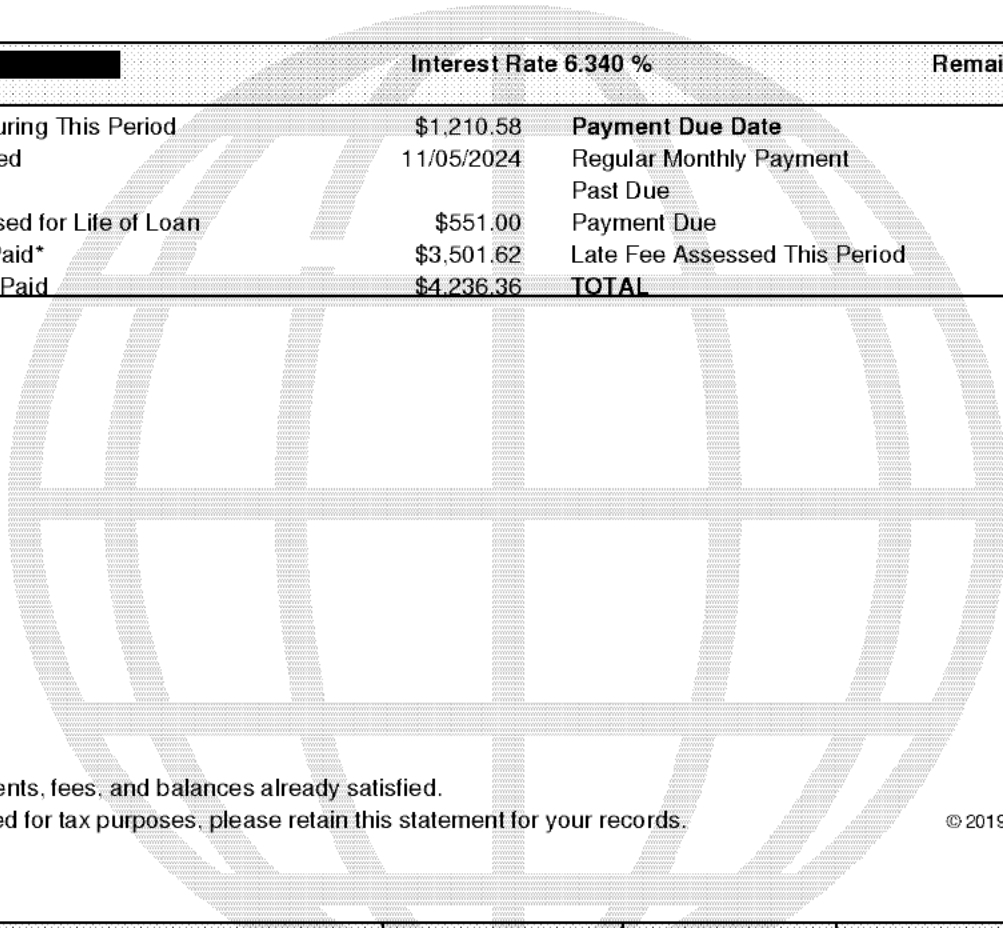 Interest Rate 6.340 % Remai
uring This Period $1,210.58 Payment Due Date
ed 11/05/2024 Regular Monthly Payment
Past Due
sed for Life of Loan $551.00 Payment Due
aid* $3,501.62 Late Fee Assessed This Period
Paid $4,236.36 TOTAL
ents, fees, and balances already satisfied.
ed for tax purposes, please retain this statement for your records. © 2019